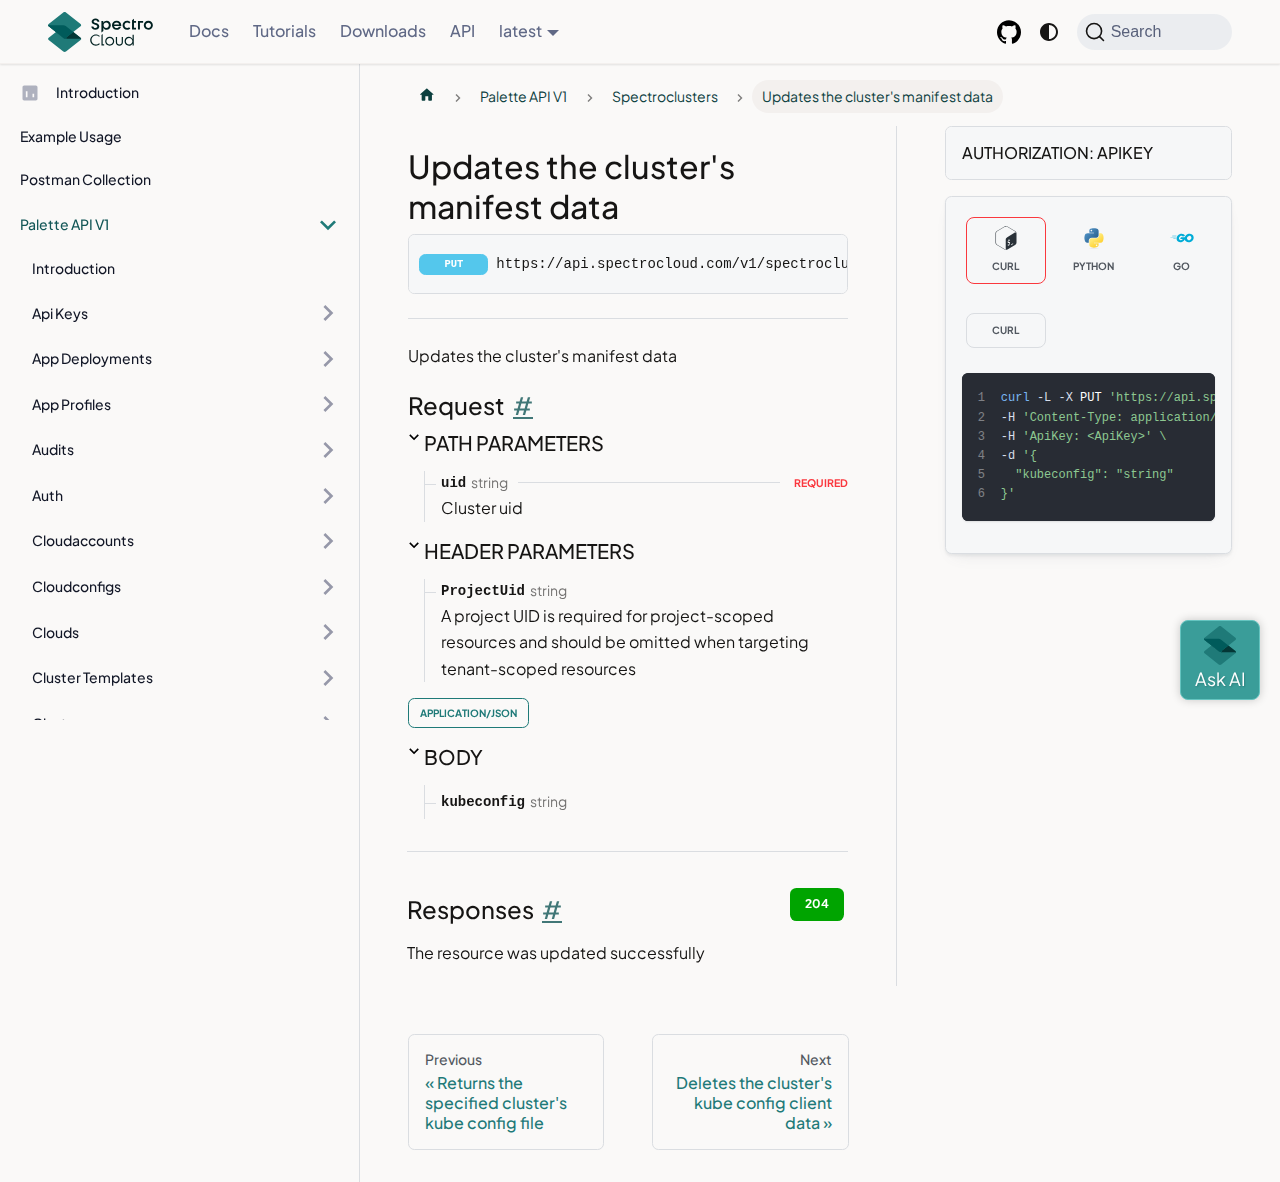 Spectro Cloud
Docs
Tutorials
Downloads
API
latest
Search
Introduction
Example Usage
Postman Collection
Palette API V1
Introduction
Api Keys
App Deployments
App Profiles
Audits
Auth
Cloudaccounts
Cloudconfigs
Clouds
Cluster Templates
Palette API V1
Spectroclusters
Updates the cluster's manifest data
Updates the cluster's
manifest data
PUT https://api.spectrocloud.com/v1/spectroclu
Updates the cluster's manifest data
Request #
PATH PARAMETERS
uid string REQUIRED
Cluster uid
HEADER PARAMETERS
ProjectUid string
A project UID is required for project-scoped
resources and should be omitted when targeting
tenant-scoped resources
APPLICATION/JSON
BODY
kubeconfig string
Responses #
204
The resource was updated successfully
Previous
« Returns the
specified cluster's
kube config file
Next
Deletes the cluster's
kube config client
data »
AUTHORIZATION: APIKEY
CURL
PYTHON
GO
CURL
1 curl -L -X PUT 'https://api.sp
2 -H 'Content-Type: application/
3 -H 'ApiKey: <ApiKey>' \
4 -d '{
5 "kubeconfig": "string"
6 }'
Ask AI